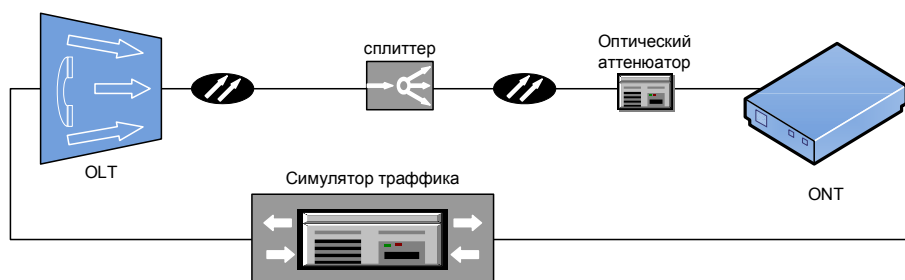 сплиттер
Оптический
аттенюатор
OLT
Симулятор траффика
ONT